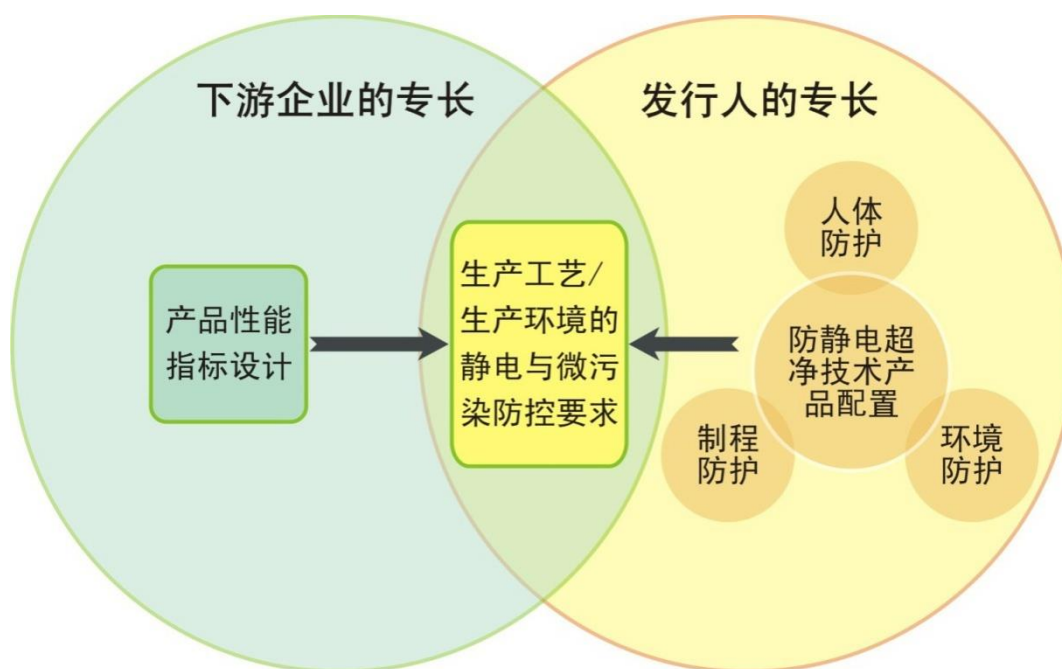 下游企业的专长
发行人的专长
产品性能
指标设计
生产工艺/
生产环境的
静电与微污
染防控要求
人体
防护
防静电超
净技术产
品配置
制程
防护
环境
防护